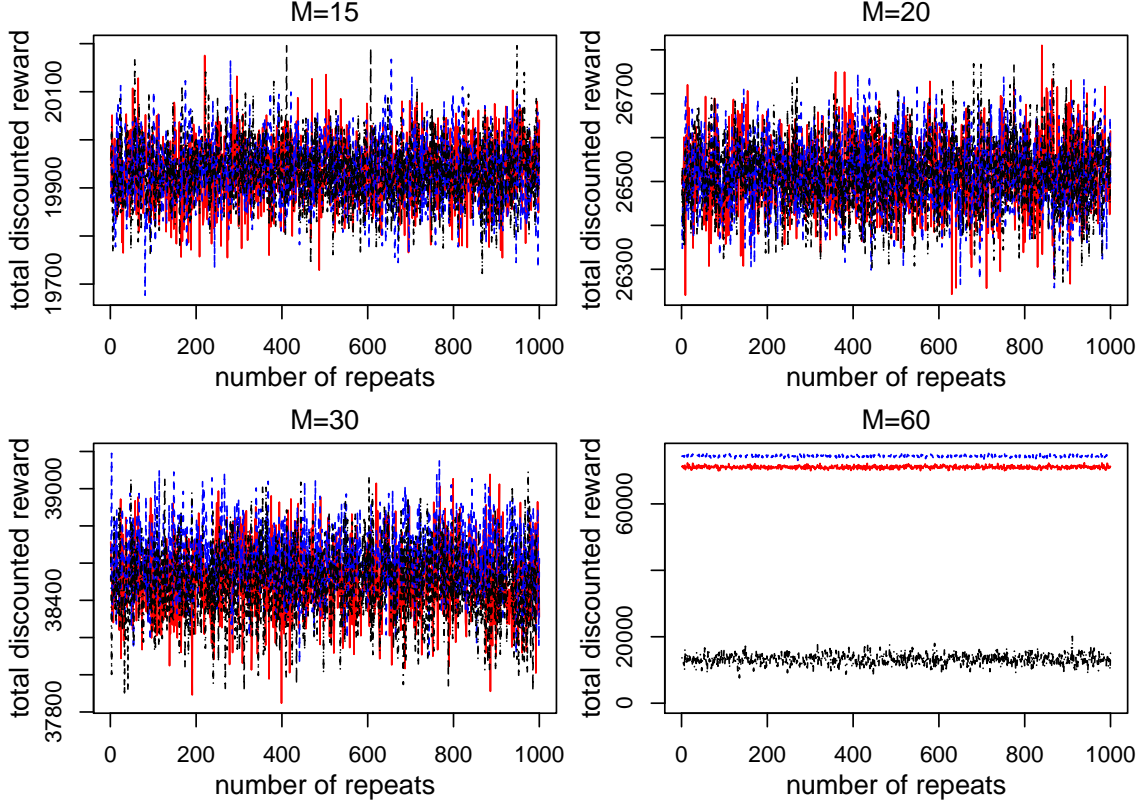 M=15
total discounted reward
19700 19900 20100
0 200 400 600 800 1000
number of repeats
M=20
total discounted reward
26300 26500 26700
0 200 400 600 800 1000
number of repeats
M=30
total discounted reward
37800 38400 39000
0 200 400 600 800 1000
number of repeats
M=60
total discounted reward
0 20000 60000
0 200 400 600 800 1000
number of repeats